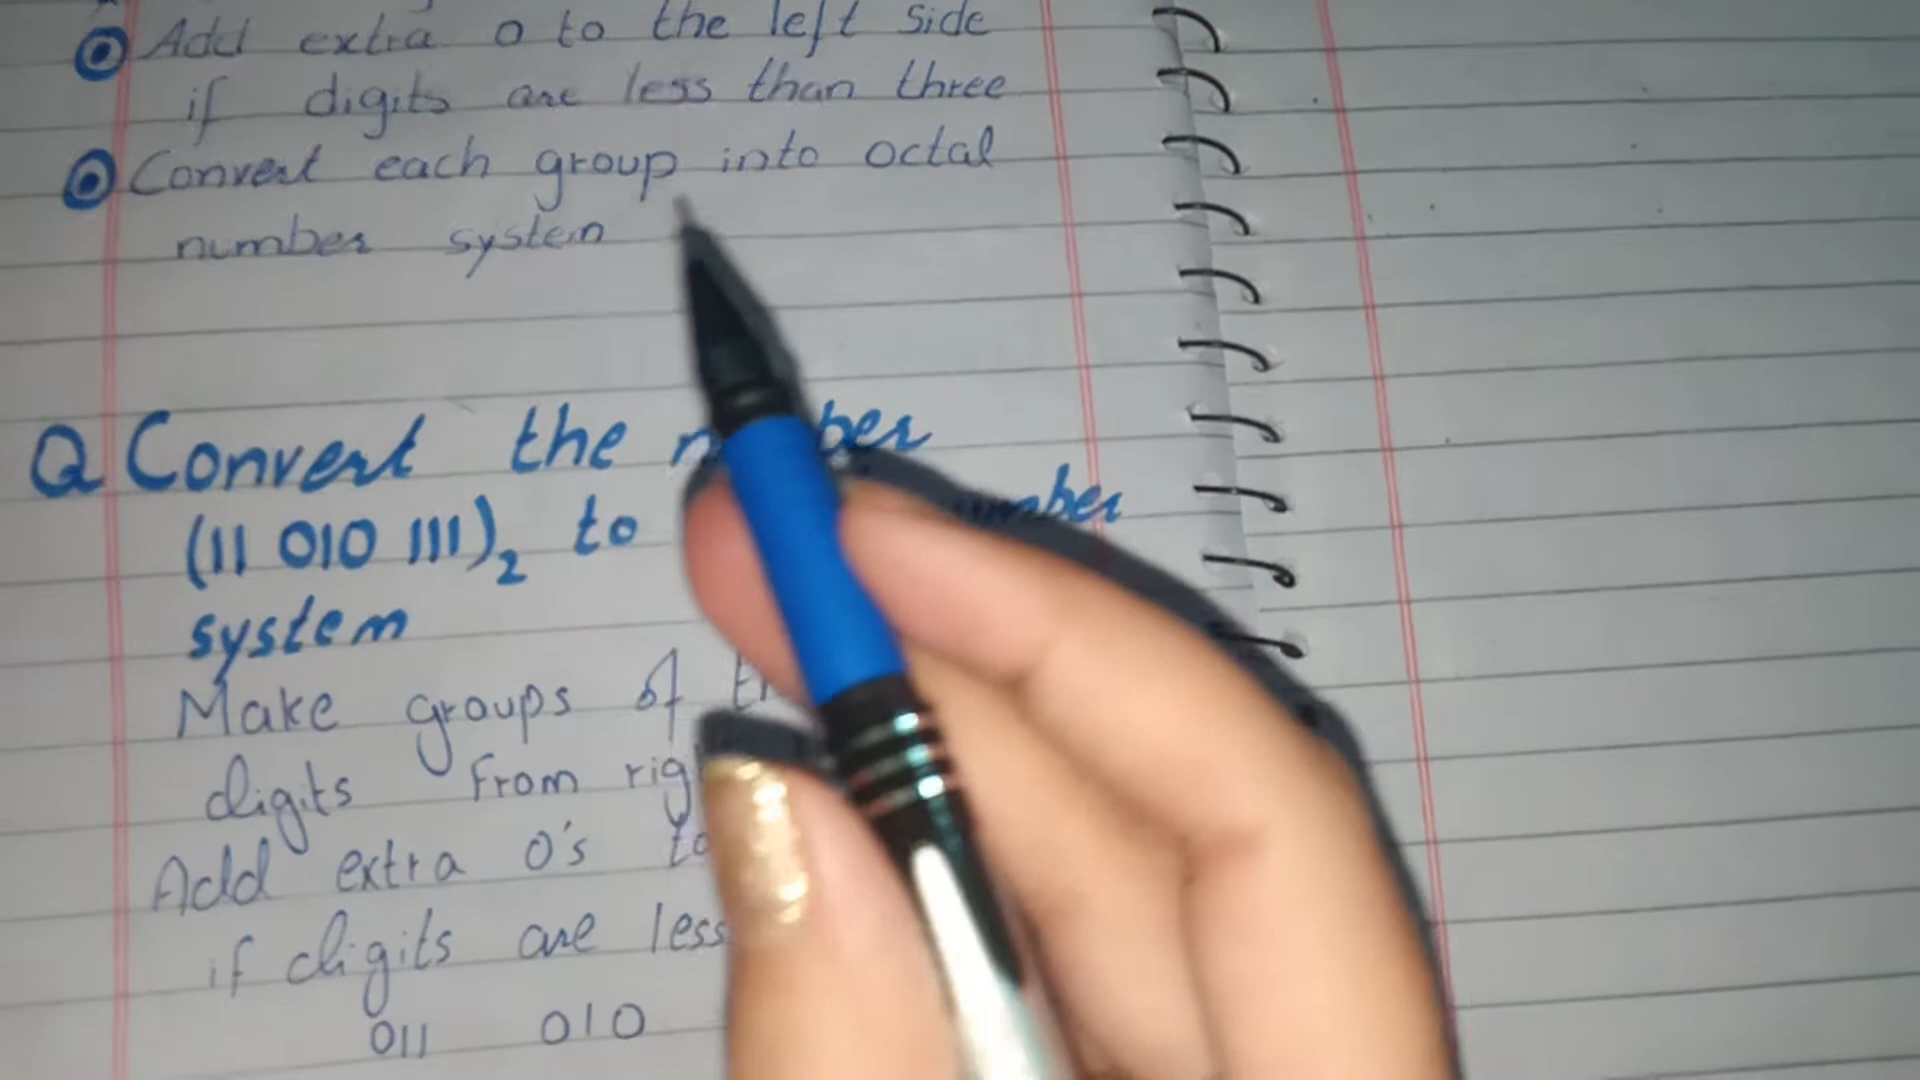 Add extra 0 to the left side
if digits are less than three
Convert each group into octal
number system
Q Convert the
(11 010 111)2 to
system
Make groups of
digits from
Add extra 0's
if digits are less
011 010